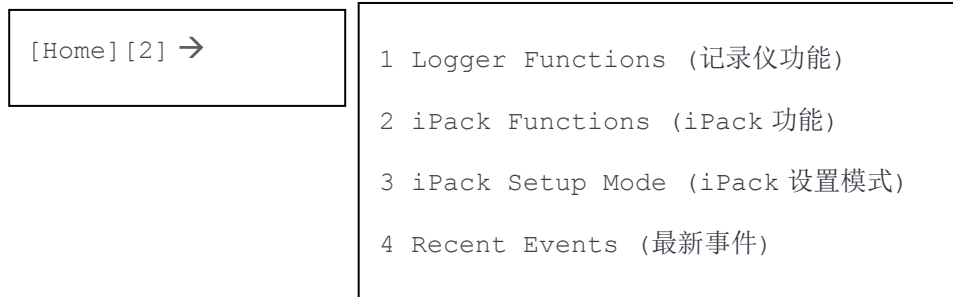 [Home][2] →
1 Logger Functions (记录仪功能)
2 iPack Functions (iPack 功能)
3 iPack Setup Mode (iPack 设置模式)
4 Recent Events (最新事件)